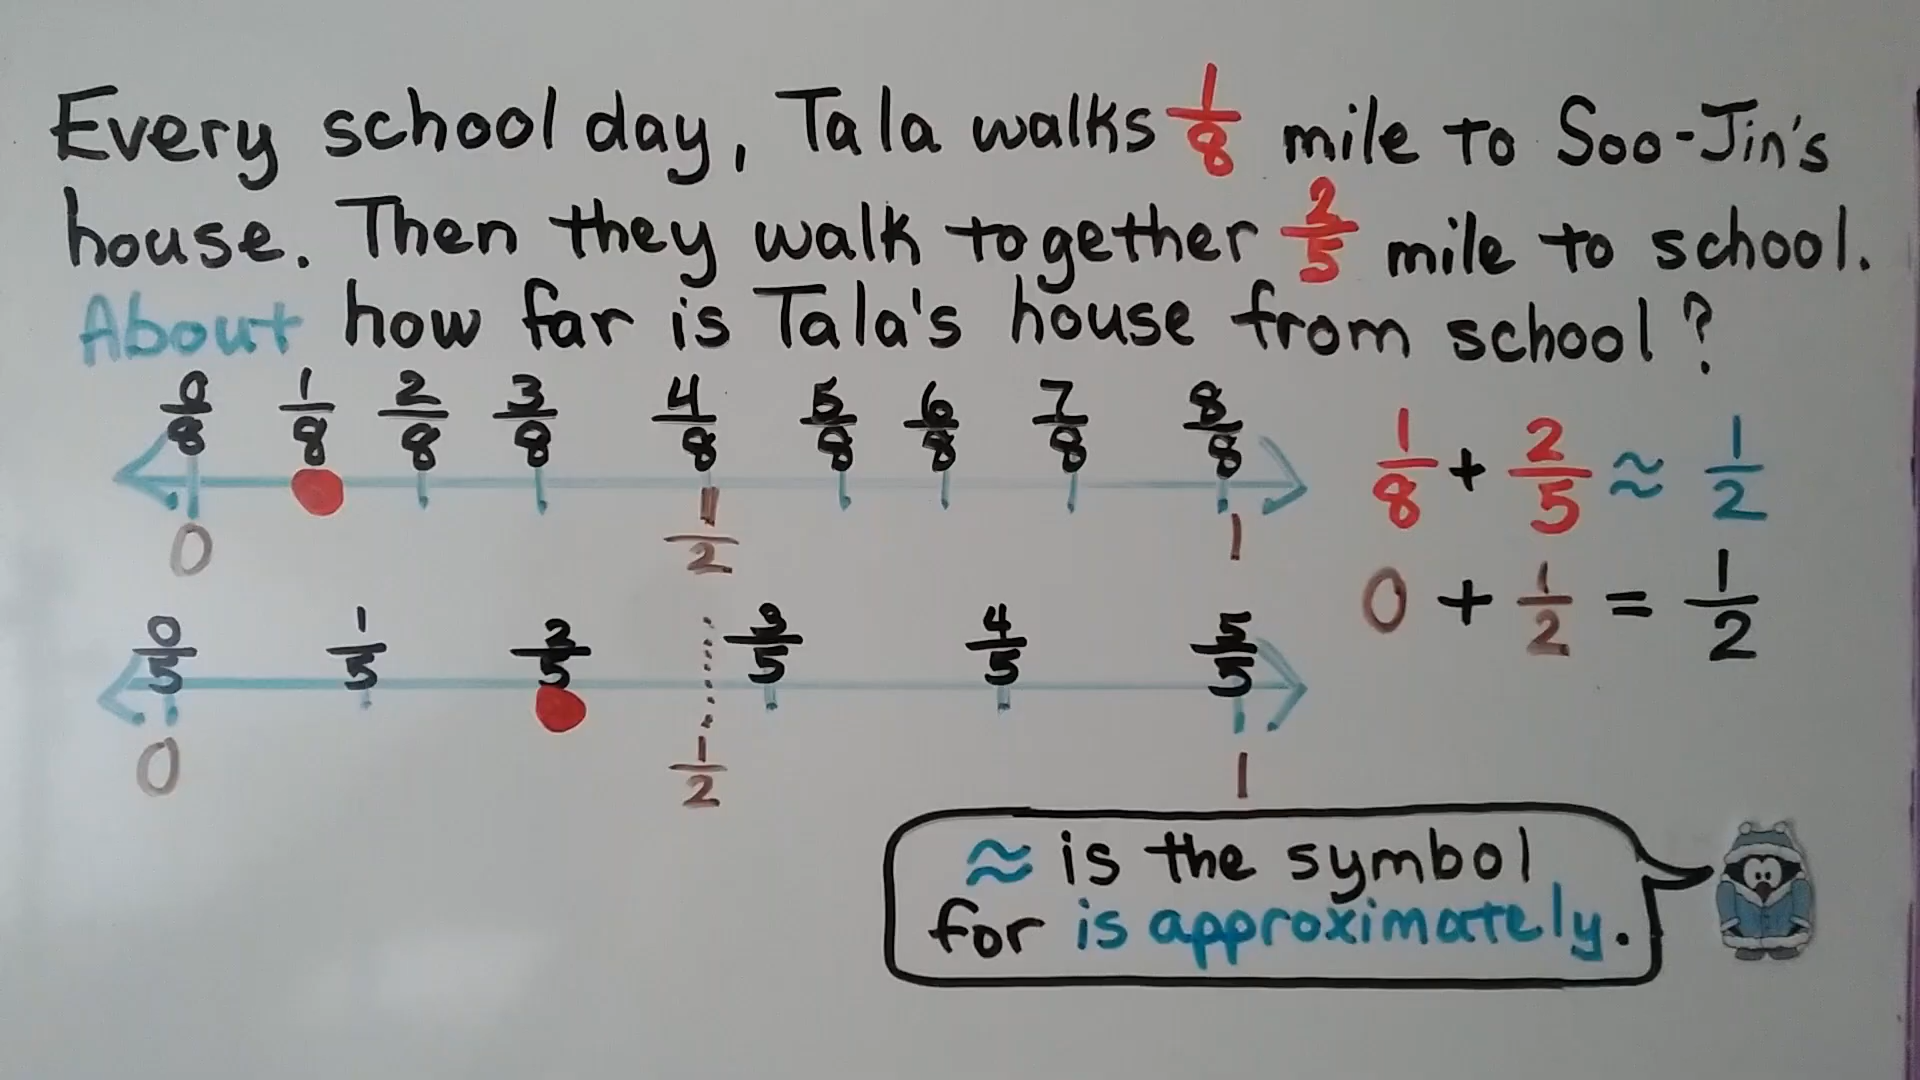 Every school day, Tala walks 1/8 mile to Soo-Jin's
house. Then they walk together 2/5 mile to school.
About how far is Tala's house from school?
0/8 1/8 2/8 3/8 4/8 5/8 6/8 7/8 8/8
0 1/2 1
1/8 + 2/5 ≈ 1/2
0 + 1/2 = 1/2
0/5 1/5 2/5 3/5 4/5 5/5
0 1/2 1
≈ is the symbol
for is approximately.